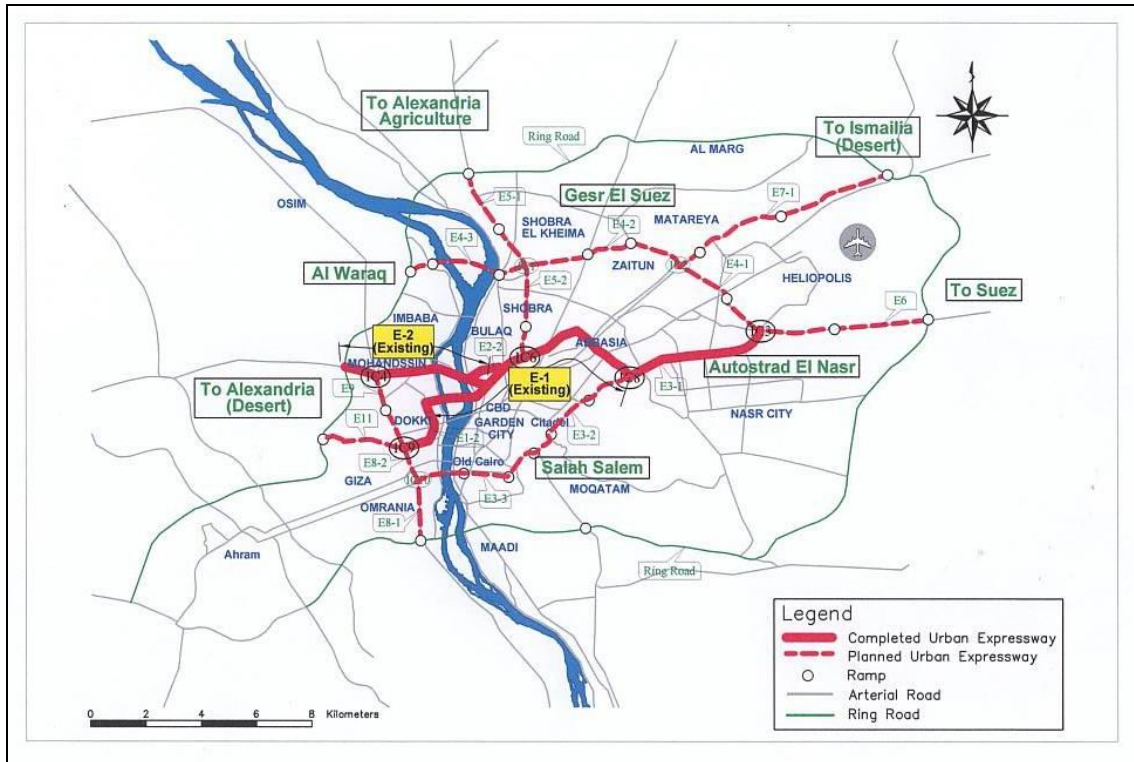 To Alexandria
Agriculture
Ring Road
AL MARG
To Ismailia
(Desert)
OSIM
E5-1
Gesr El Suez
E7-1
SHOBRA
EL KHEIMA
E4-2
MATAREYA
E4-3
ZAITUN
Al Waraq
E5-2
E4-1
HELIOPOLIS
To Suez
E6
SHOBRA
IMBABA
BULAQ
E-2
(Existing)
E2-2
ABBASIA
IC3
IC6
MOHANDSSIN
IC4
E-1
(Existing)
IC8
Autostrad El Nasr
To Alexandria
(Desert)
E9
E3-1
CBD
NASR CITY
E11
DOKKI
GARDEN
CITY
Citadel
E1-2
E3-2
IC9
E8-2
Old Cairo
Salah Salem
GIZA
E3-3
MOQATAM
OMRANIA
E8-1
Ahram
MAADI
Ring Road
Legend
Completed Urban Expressway
Planned Urban Expressway
Ramp
Arterial Road
Ring Road
0 2 4 6 8 Kilometers